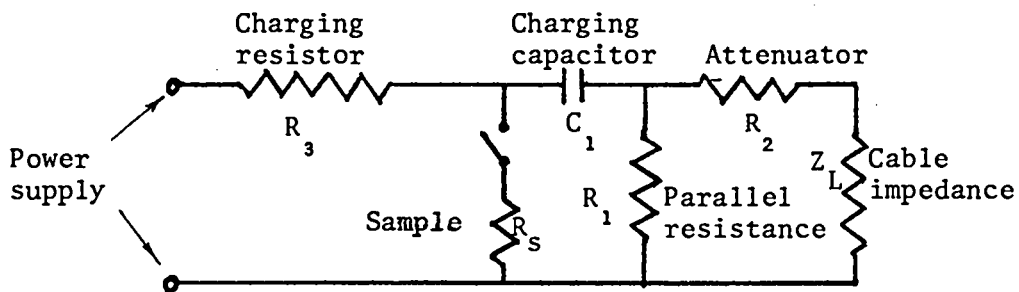 Charging
resistor
R3
Charging
capacitor
C1
Attenuator
R2
Power
supply
Sample
RS
R1
Parallel
resistance
ZL
Cable
impedance